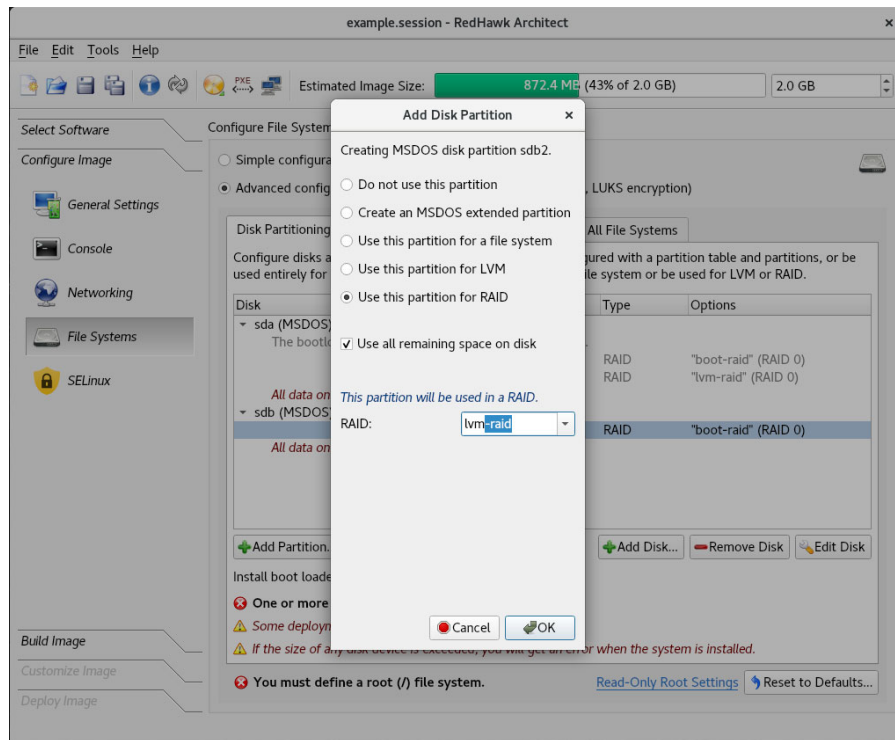 example.session - RedHawk Architect
File Edit Tools Help
PXE
Estimated Image Size:
872.4 MB (43% of 2.0 GB)
2.0 GB
Select Software
Configure Image
General Settings
Console
Networking
File Systems
SELinux
Build Image
Customize Image
Deploy Image
Configure File System
Simple configura
Advanced config
, LUKS encryption)
Disk Partitioning
All File Systems
Configure disks a
ured with a partition table and partitions, or be
used entirely for
ile system or be used for LVM or RAID.
Disk
Type
Options
sda (MSDOS)
The bootlo
RAID
"boot-raid" (RAID 0)
RAID
"lvm-raid" (RAID 0)
All data on
sdb (MSDOS)
RAID
"boot-raid" (RAID 0)
All data on
Add Partition.
Add Disk...
Remove Disk
Edit Disk
Install boot loade
One or more
Some deployn
If the size of any disk device is exceeded, you will get an error when the system is installed.
You must define a root (/) file system.
Read-Only Root Settings
Reset to Defaults...
Add Disk Partition
Creating MSDOS disk partition sdb2.
Do not use this partition
Create an MSDOS extended partition
Use this partition for a file system
Use this partition for LVM
Use this partition for RAID
Use all remaining space on disk
This partition will be used in a RAID.
RAID:
lvm-raid
Cancel
OK